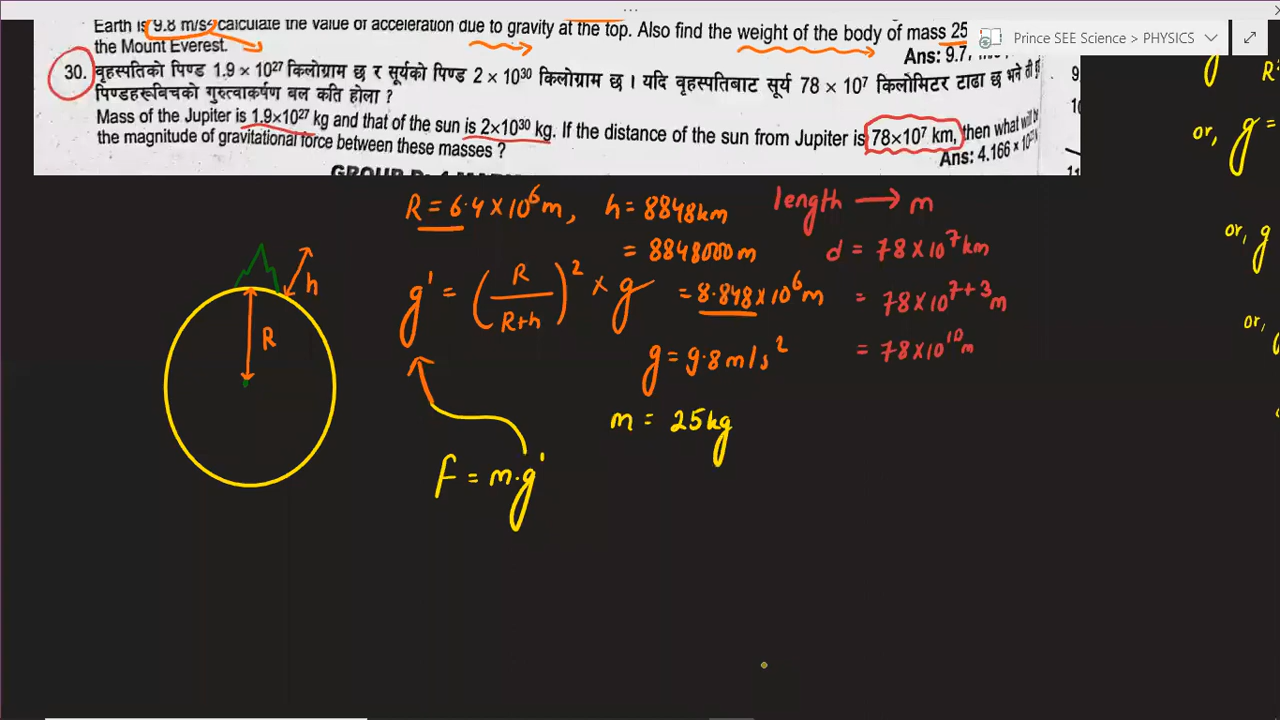 Earth is 9.8 m/s² calculate the value of acceleration due to gravity at the top. Also find the weight of the body of mass 25
the Mount Everest.
Ans: 9.7
Prince SEE Science > PHYSICS
30. वृहस्पतिको पिण्ड 1.9 × 10²⁷ किलोग्राम छ र सूर्यको पिण्ड 2 × 10³⁰ किलोग्राम छ । यदि वृहस्पतिबाट सूर्य 78 × 10⁷ किलोमिटर टाढा छ भने ती
पिण्डहरूबिचको गुरुत्वाकर्षण बल कति होला ?
Mass of the Jupiter is 1.9×10²⁷ kg and that of the sun is 2×10³⁰ kg. If the distance of the sun from Jupiter is 78×10⁷ km, then what will
the magnitude of gravitational force between these masses ?
Ans: 4.166 × 10
R = 6.4 × 10⁶ m, h = 8848km
= 8848000 m
= 8.848 × 10⁶ m
length → m
d = 78 × 10⁷ km
= 78 × 10⁷⁺³ m
= 78 × 10¹⁰ m
h
R
g' = (R / R+h)² × g
g = 9.8 m/s²
m = 25kg
F = m·g'
or, g =
or, g
or,